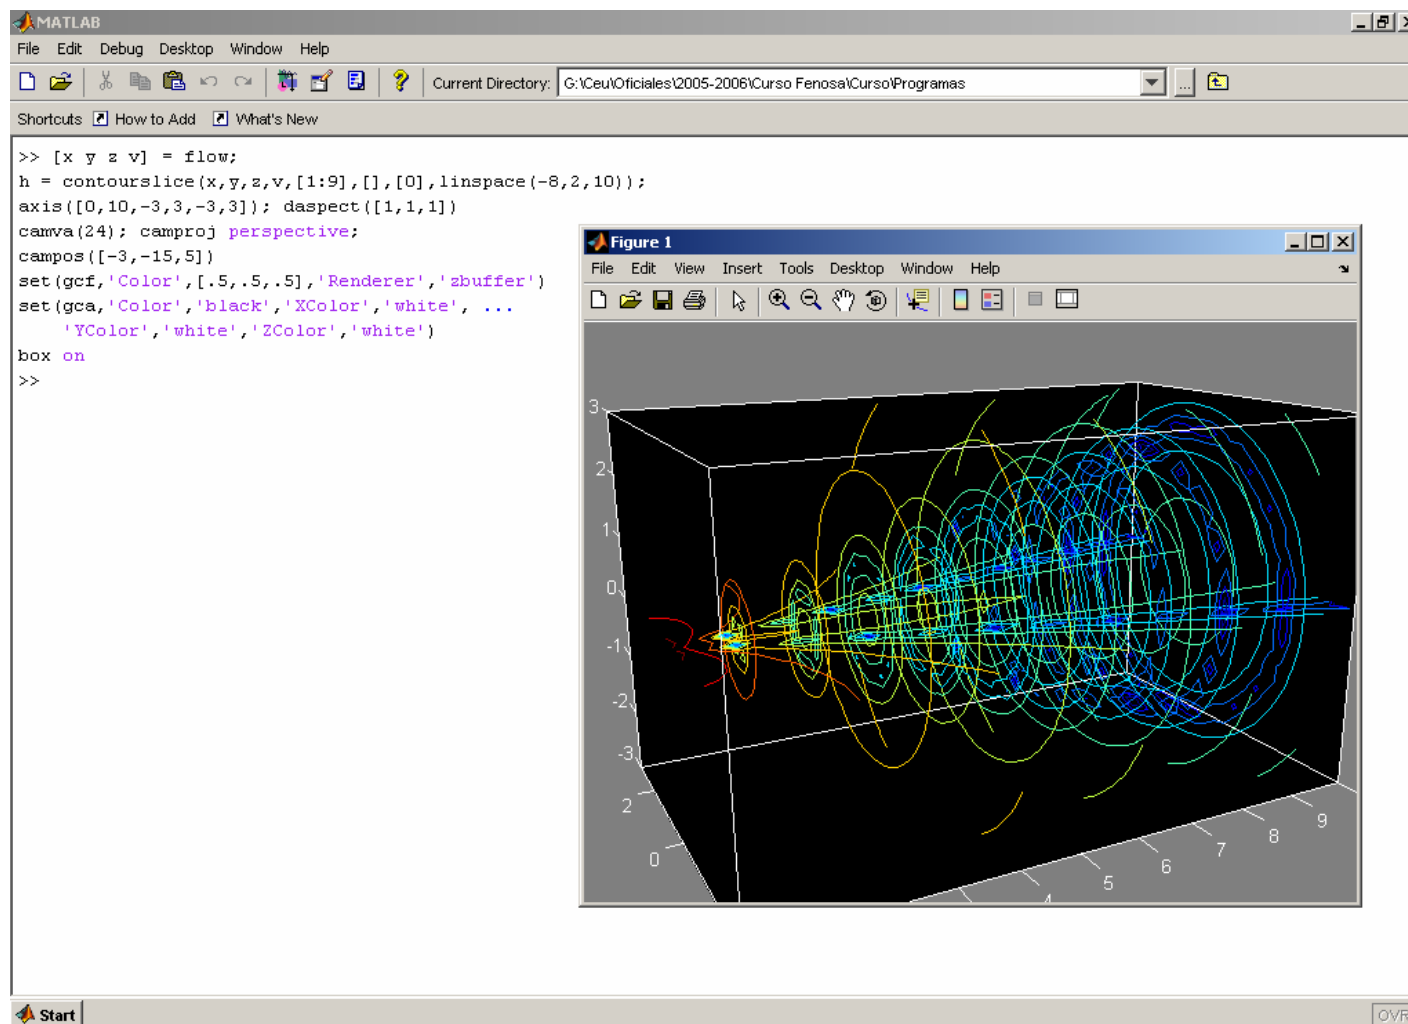 MATLAB
File Edit Debug Desktop Window Help
Current Directory: G:\Ceu\Oficiales\2005-2006\Curso Fenosa\Curso\Programas
Shortcuts How to Add What's New
>> [x y z v] = flow;
h = contourslice(x,y,z,v,[1:9],[],[0],linspace(-8,2,10));
axis([0,10,-3,3,-3,3]); daspect([1,1,1])
camva(24); camproj perspective;
campos([-3,-15,5])
set(gcf,'Color',[.5,.5,.5],'Renderer','zbuffer')
set(gca,'Color','black','XColor','white', ...
'YColor','white','ZColor','white')
box on
>>
Figure 1
File Edit View Insert Tools Desktop Window Help
3
2
1
0
-1
-2
-3
2
0
4
5
6
7
8
9
Start
OVR